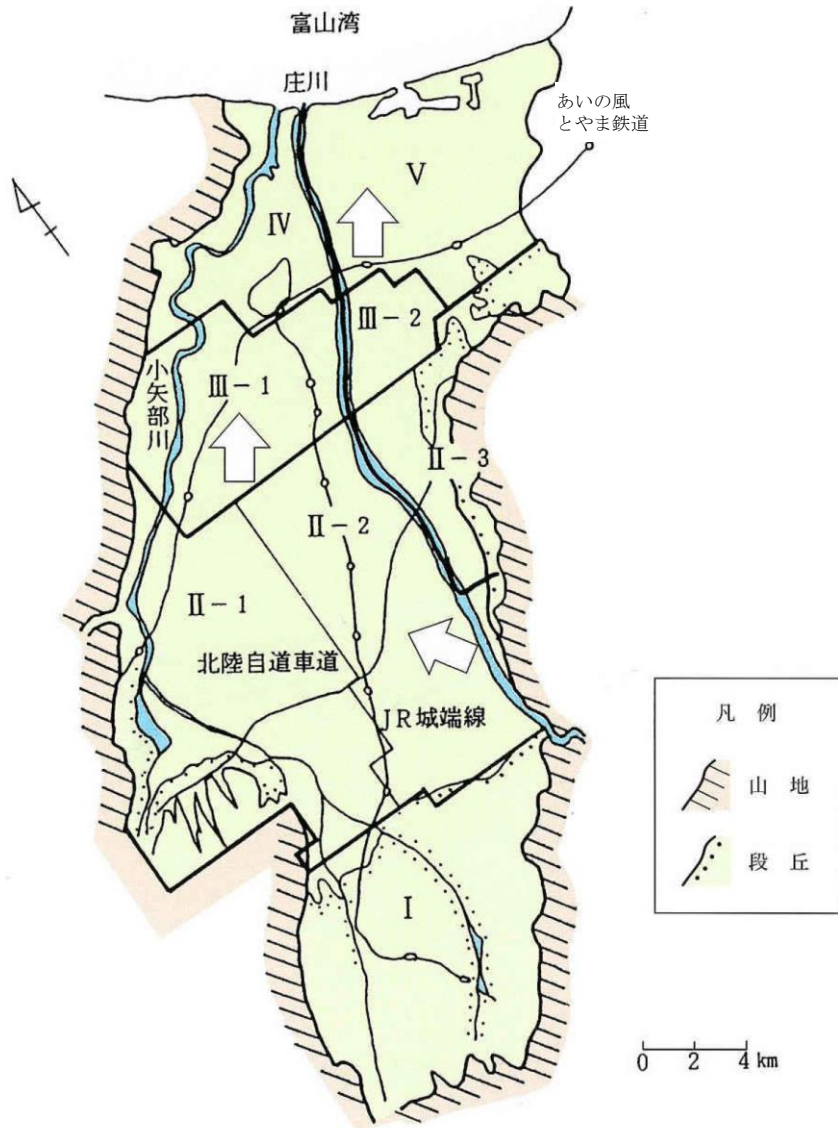 富山湾
庄川
あいの風
とやま鉄道
Ⅴ
Ⅳ
Ⅲ-2
小矢部川
Ⅲ-1
Ⅱ-3
Ⅱ-2
Ⅱ-1
北陸自道車道
JR城端線
Ⅰ
凡 例
山 地
段 丘
0 2 4 km